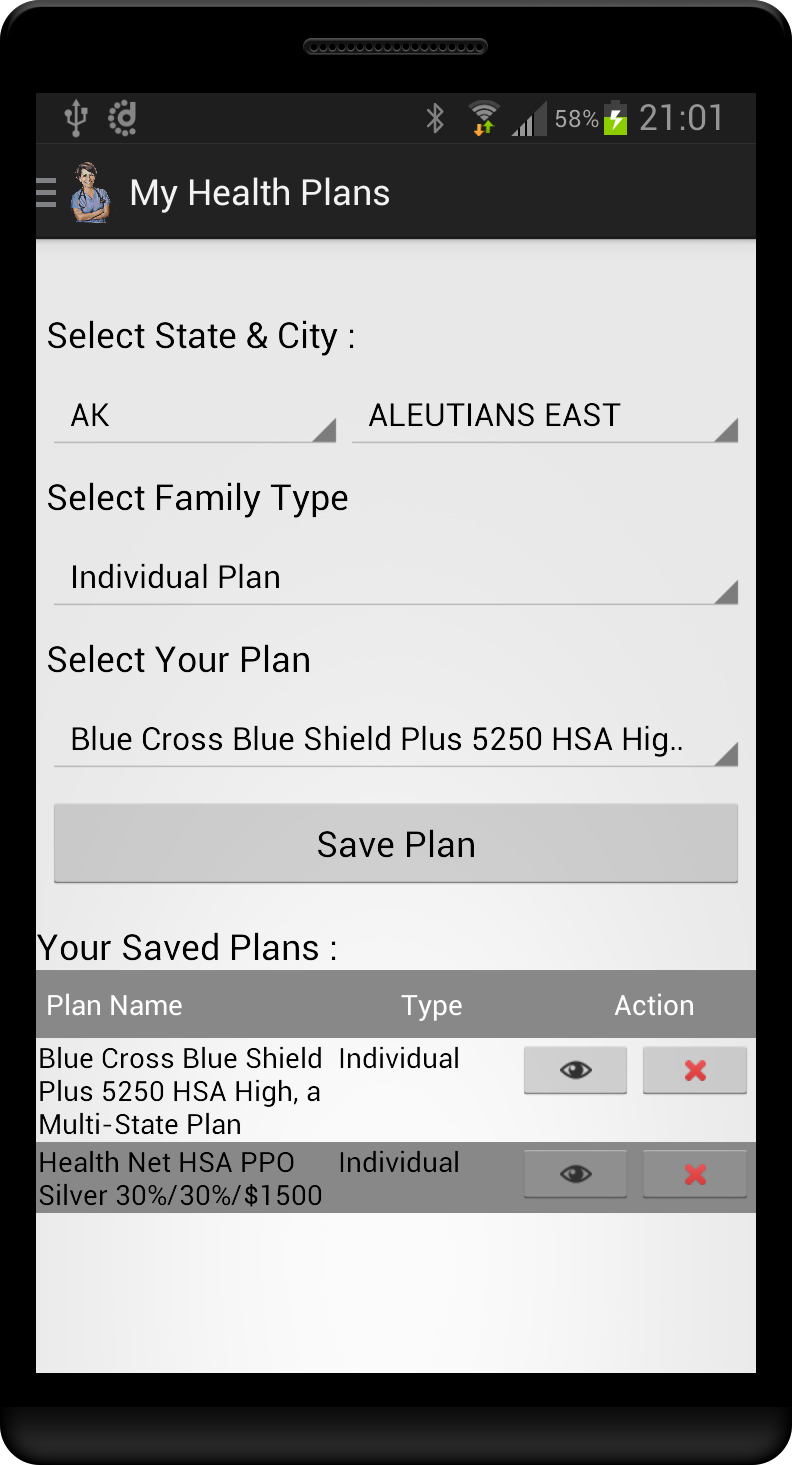 58% 21:01
My Health Plans
Select State & City :
AK ALEUTIANS EAST
Select Family Type
Individual Plan
Select Your Plan
Blue Cross Blue Shield Plus 5250 HSA Hig..
Save Plan
Your Saved Plans :
Plan Name Type Action
Blue Cross Blue Shield Individual
Plus 5250 HSA High, a
Multi-State Plan
Health Net HSA PPO Individual
Silver 30%/30%/$1500